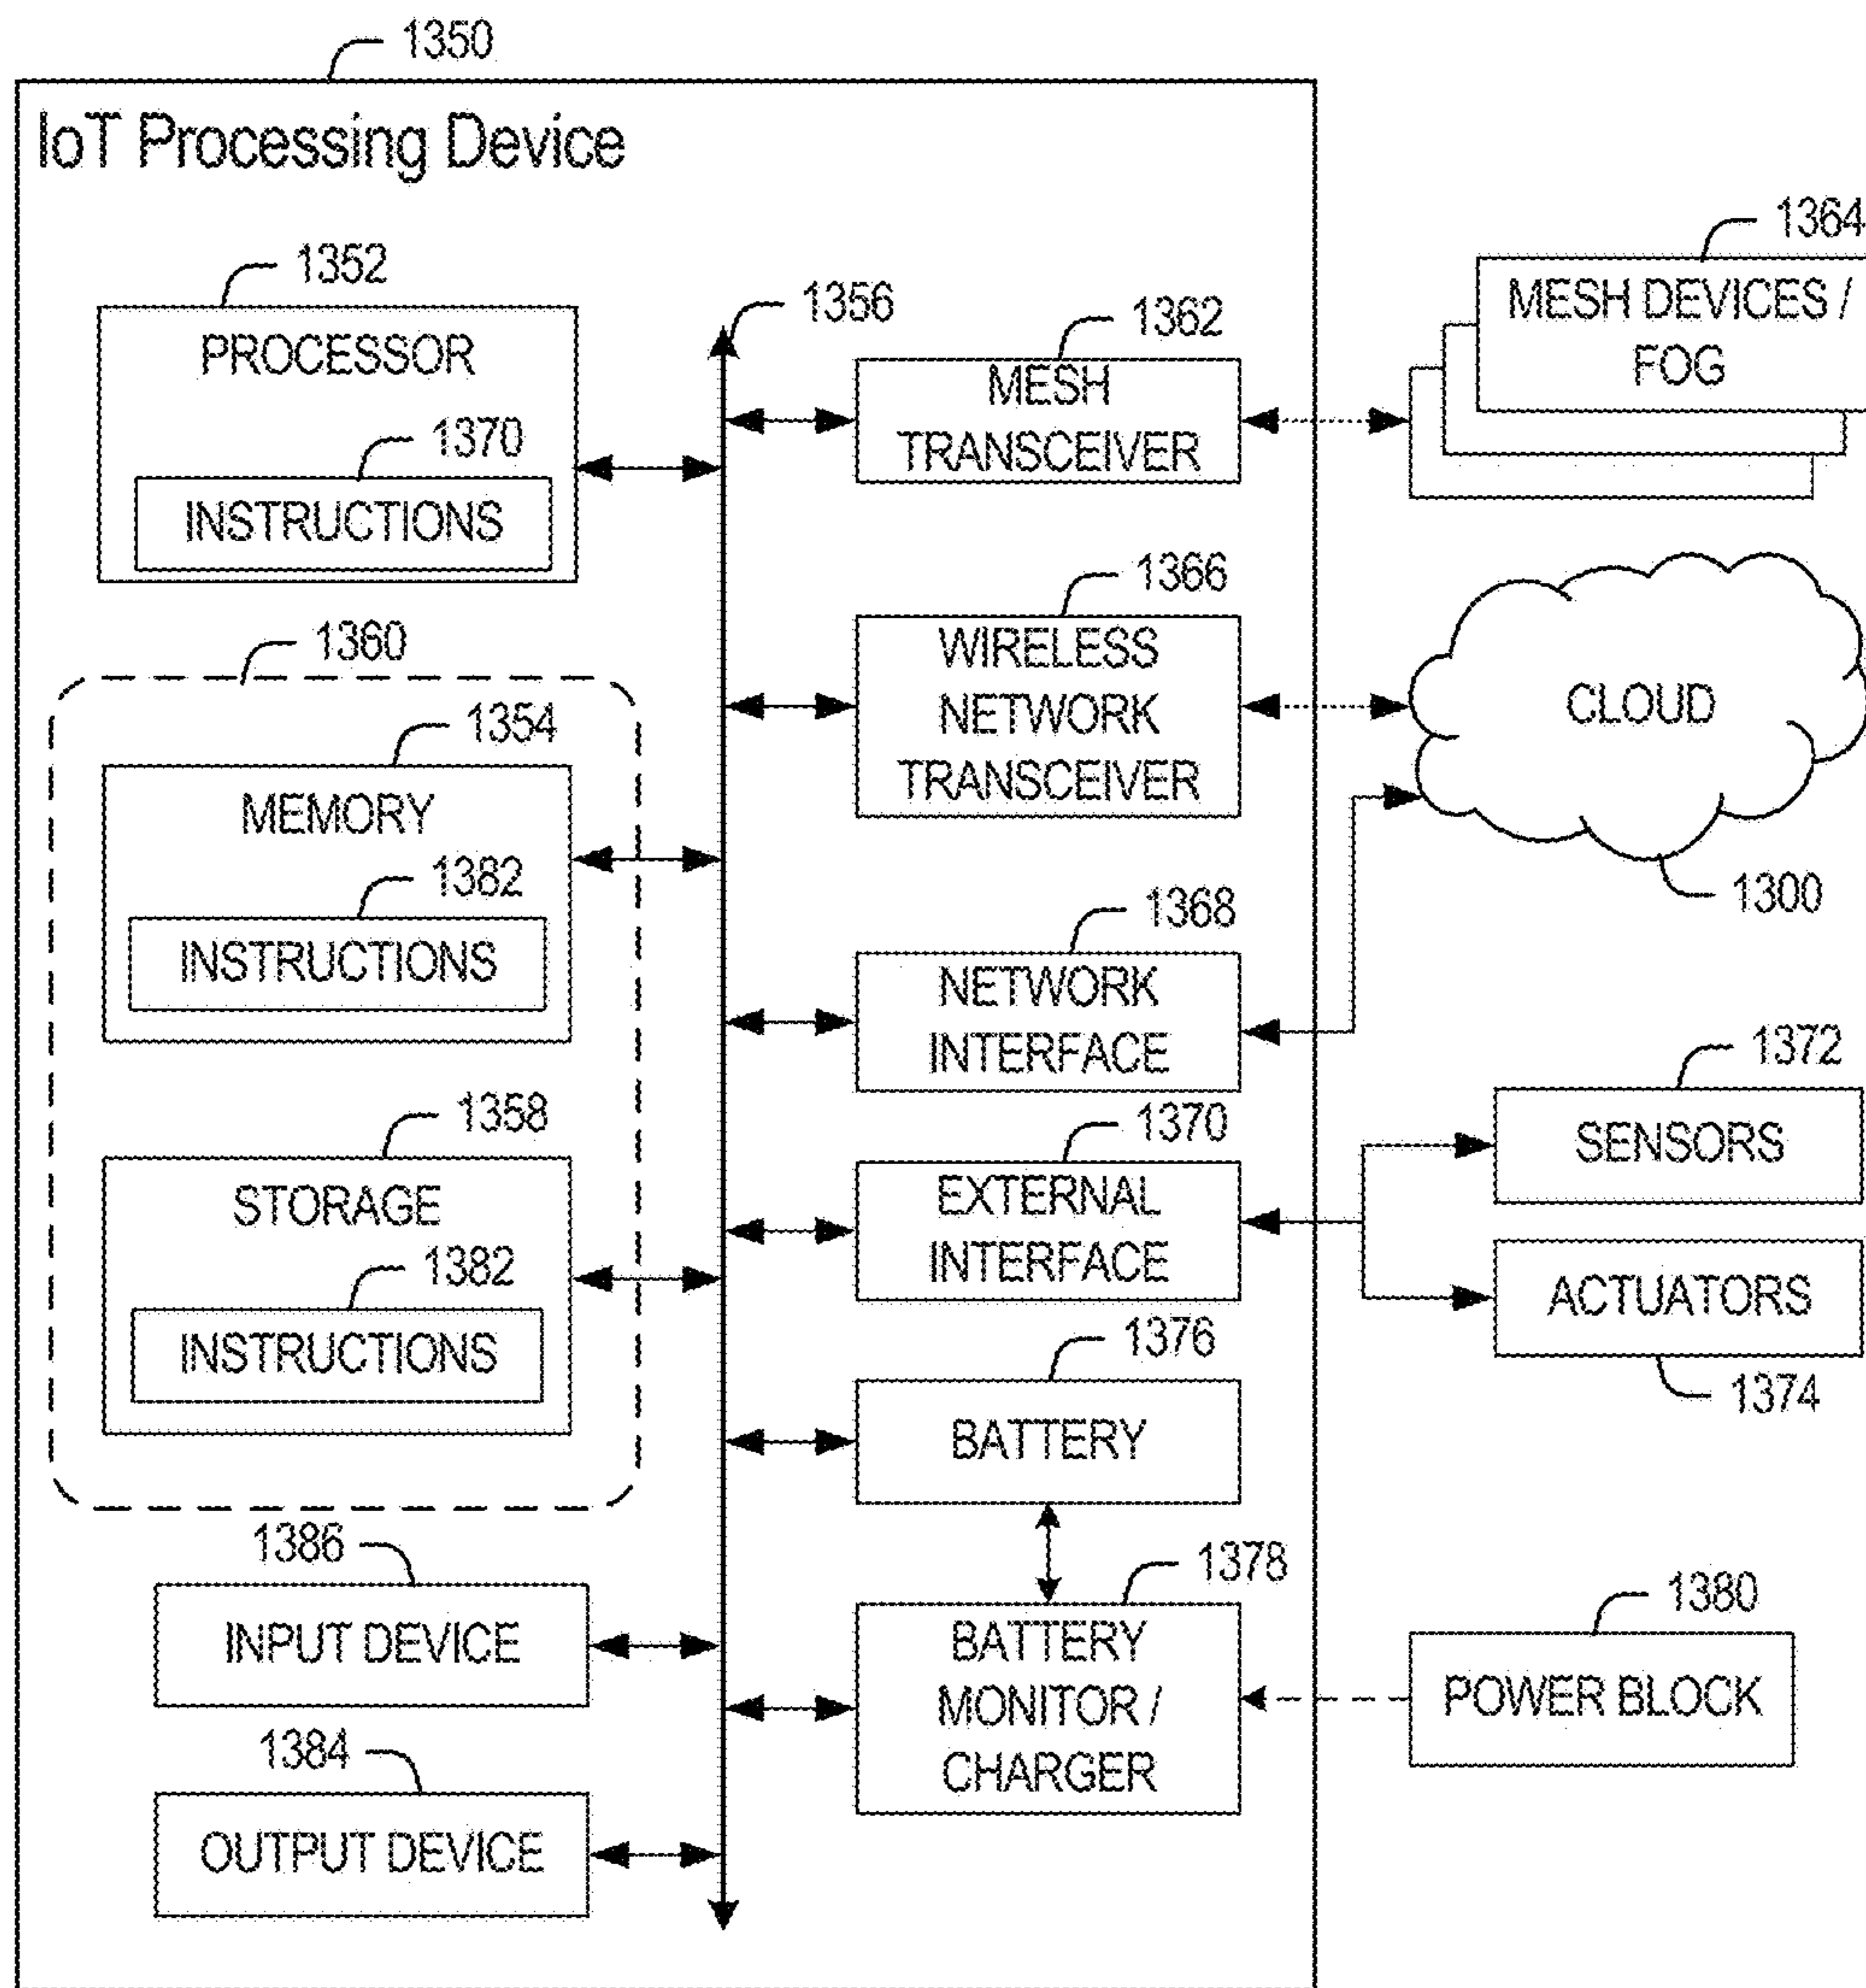 1350
IoT Processing Device
1352
PROCESSOR
1370
INSTRUCTIONS
1360
1354
MEMORY
1382
INSTRUCTIONS
1358
STORAGE
1382
INSTRUCTIONS
1386
INPUT DEVICE
1384
OUTPUT DEVICE
1356
1362
MESH
TRANSCEIVER
1366
WIRELESS
NETWORK
TRANSCEIVER
1368
NETWORK
INTERFACE
1370
EXTERNAL
INTERFACE
1376
BATTERY
1378
BATTERY
MONITOR /
CHARGER
1364
MESH DEVICES /
FOG
CLOUD
1300
1372
SENSORS
ACTUATORS
1374
1380
POWER BLOCK